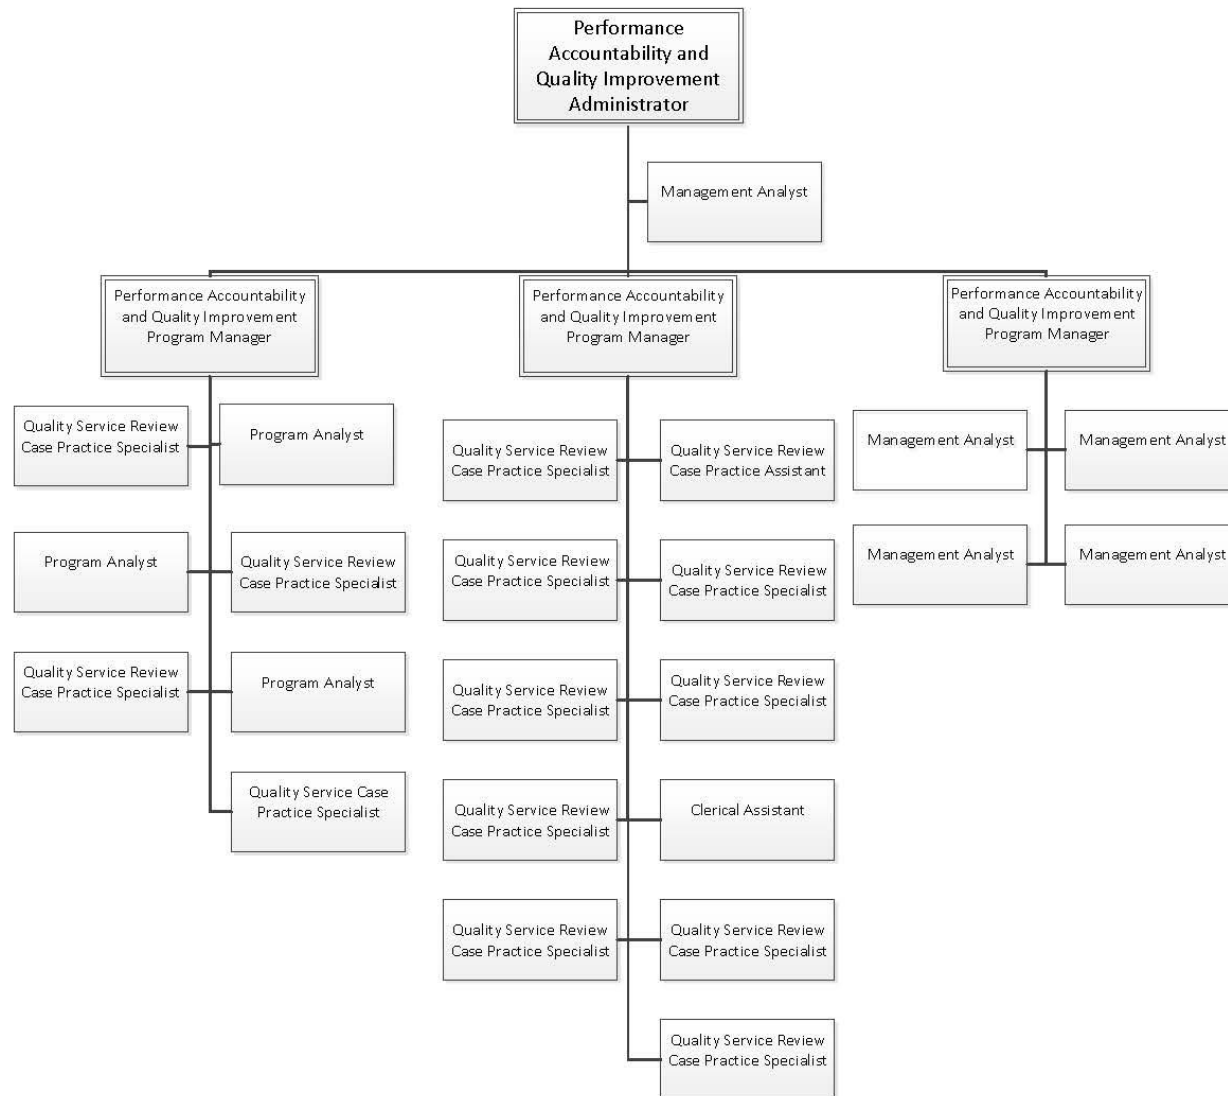 Performance
Accountability and
Quality Improvement
Administrator
Management Analyst
Performance Accountability
and Quality Improvement
Program Manager
Performance Accountability
and Quality Improvement
Program Manager
Performance Accountability
and Quality Improvement
Program Manager
Quality Service Review
Case Practice Specialist
Program Analyst
Program Analyst
Quality Service Review
Case Practice Specialist
Quality Service Review
Case Practice Specialist
Program Analyst
Quality Service Case
Practice Specialist
Quality Service Review
Case Practice Specialist
Quality Service Review
Case Practice Assistant
Quality Service Review
Case Practice Specialist
Quality Service Review
Case Practice Specialist
Quality Service Review
Case Practice Specialist
Quality Service Review
Case Practice Specialist
Quality Service Review
Case Practice Specialist
Clerical Assistant
Quality Service Review
Case Practice Specialist
Quality Service Review
Case Practice Specialist
Quality Service Review
Case Practice Specialist
Management Analyst
Management Analyst
Management Analyst
Management Analyst